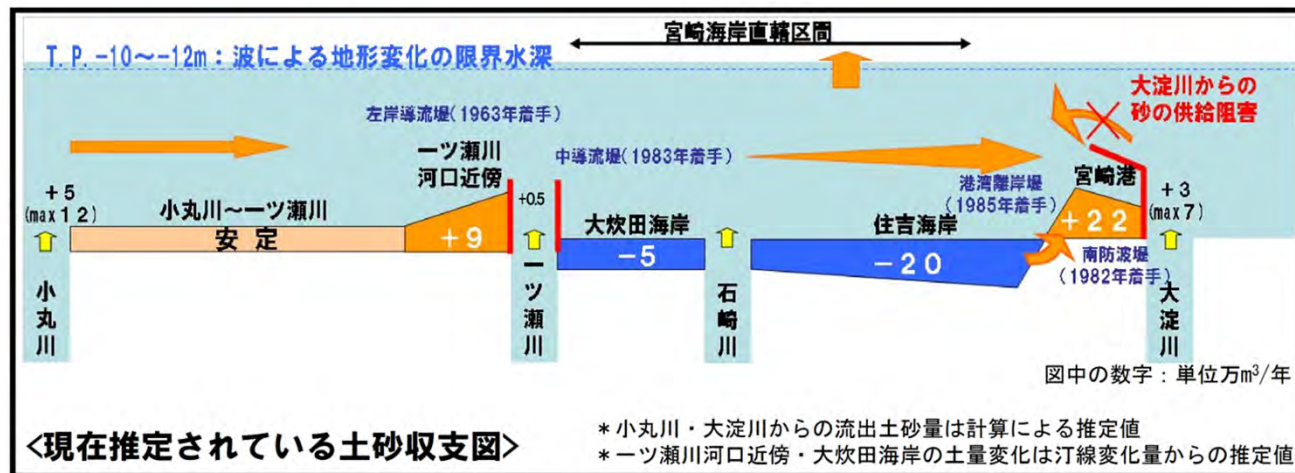 宮崎海岸直轄区間
T.P.-10~-12m:波による地形変化の限界水深
大淀川からの
砂の供給阻害
左岸導流堤(1963年着手)
一ツ瀬川
河口近傍
中導流堤(1983年着手)
港湾離岸堤
(1985年着手)
宮崎港
+5
(max12)
小丸川~一ツ瀬川
安定
+9
+0.5
大炊田海岸
-5
住吉海岸
-20
+22
+3
(max7)
南防波堤
(1982年着手)
小丸川
一ツ瀬川
石崎川
大淀川
図中の数字:単位万m³/年
<現在推定されている土砂収支図>
*小丸川・大淀川からの流出土砂量は計算による推定値
*一ツ瀬川河口近傍・大炊田海岸の土量変化は汀線変化量からの推定値